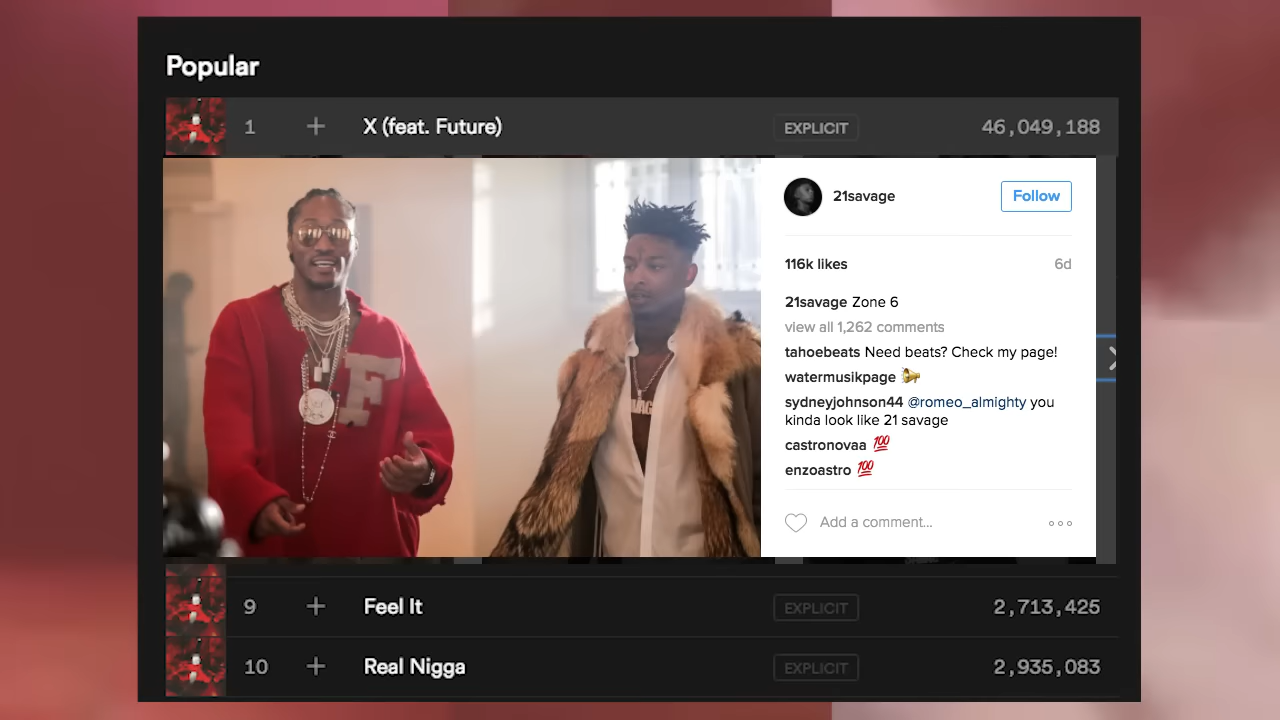 Popular
1 + X (feat. Future) EXPLICIT 46,049,188
F
21savage Follow
116k likes 6d
21savage Zone 6
view all 1,262 comments
tahoebeats Need beats? Check my page!
watermusikpage
sydneyjohnson44 @romeo_almighty you
kinda look like 21 savage
castronovaa 💯
enzoastro 💯
Add a comment...
9 + Feel It EXPLICIT 2,713,425
10 + Real Nigga EXPLICIT 2,935,083